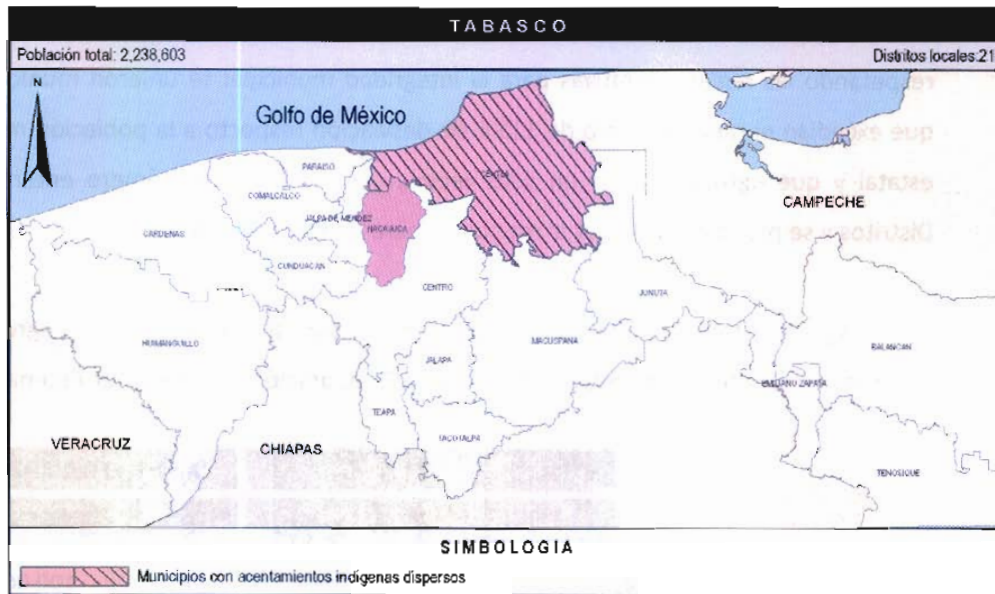 TABASCO
Población total: 2,238,603
Distritos locales:21
N
Golfo de México
PARAISO
COMALCALCO
CENTLA
JALPA DE MENDEZ
NACAJUCA
CAMPECHE
CARDENAS
CUNDUACAN
CENTRO
JONUTA
HUIMANGUILLO
MACUSPANA
JALAPA
BALANCAN
EMILIANO ZAPATA
TEAPA
VERACRUZ
CHIAPAS
TACOTALPA
TENOSIQUE
SIMBOLOGIA
Municipios con acentamientos indígenas dispersos